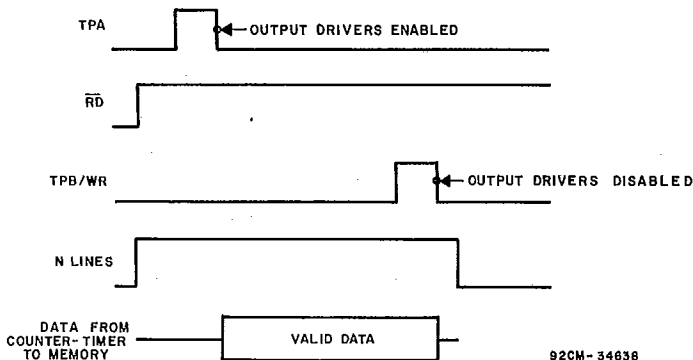 TPA
OUTPUT DRIVERS ENABLED
RD
TPB/WR
OUTPUT DRIVERS DISABLED
N LINES
DATA FROM
COUNTER-TIMER
TO MEMORY
VALID DATA
92CM-34638